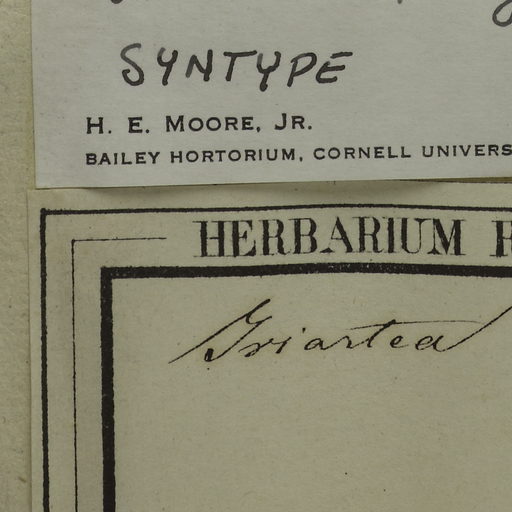 SYNTYPE
H. E. MOORE, JR.
BAILEY HORTORIUM, CORNELL UNIVERS
HERBARIUM R
Iriartea